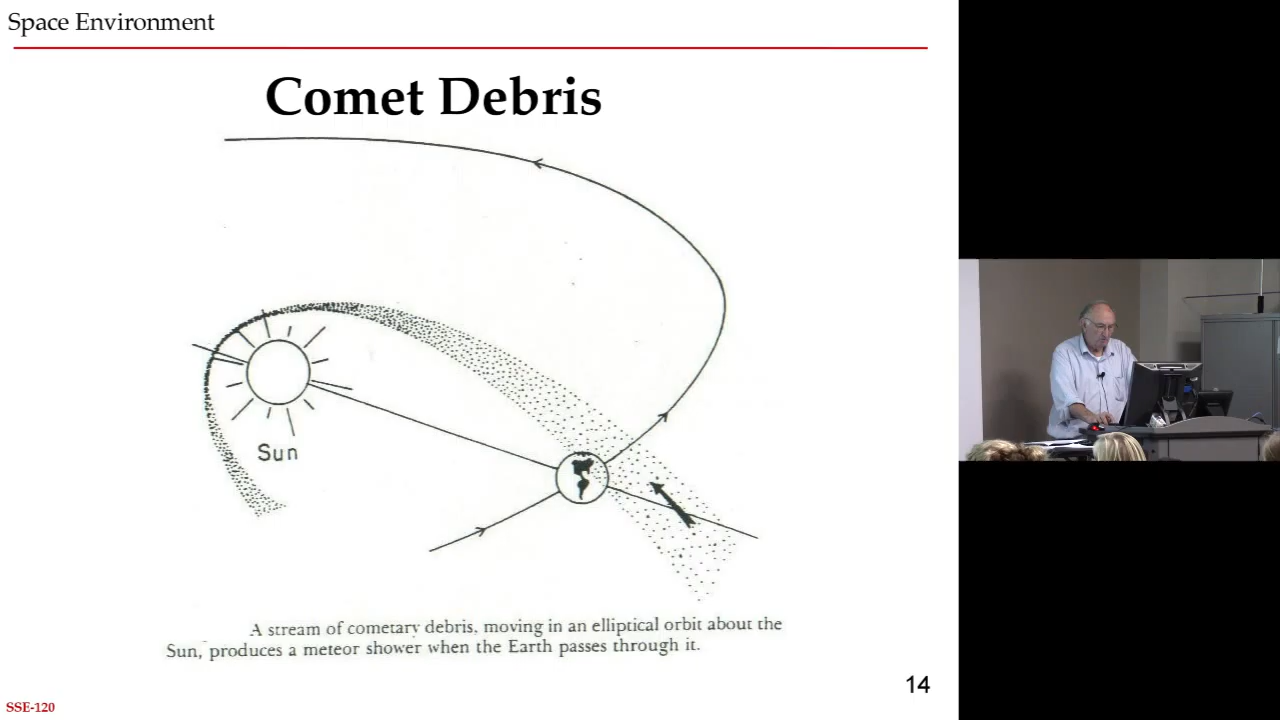 Space Environment
Comet Debris
Sun
A stream of cometary debris, moving in an elliptical orbit about the
Sun, produces a meteor shower when the Earth passes through it.
14
SSE-120